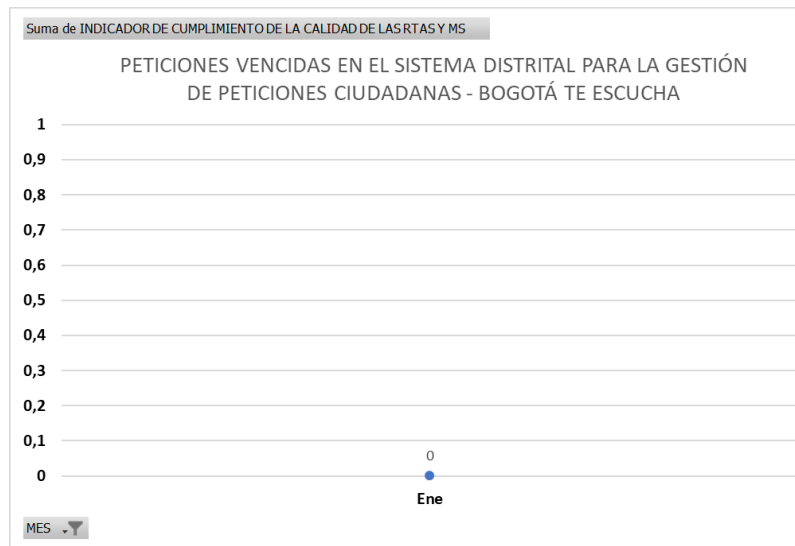 Suma de INDICADOR DE CUMPLIMIENTO DE LA CALIDAD DE LAS RTAS Y MS
PETICIONES VENCIDAS EN EL SISTEMA DISTRITAL PARA LA GESTIÓN
DE PETICIONES CIUDADANAS - BOGOTÁ TE ESCUCHA
1
0,9
0,8
0,7
0,6
0,5
0,4
0,3
0,2
0,1
0
0
Ene
MES